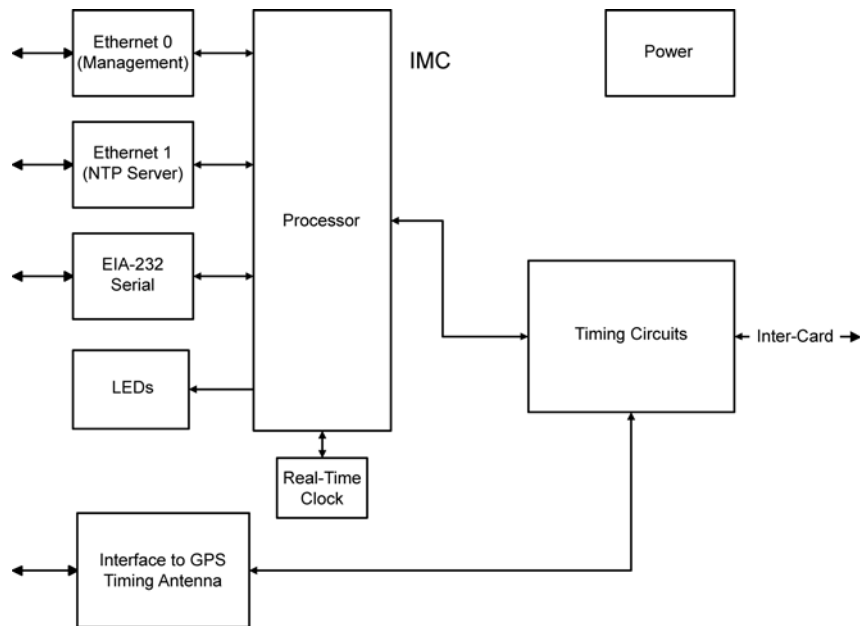 Ethernet 0
(Management)
IMC
Power
Ethernet 1
(NTP Server)
Processor
EIA-232
Serial
Timing Circuits
Inter-Card
LEDs
Real-Time
Clock
Interface to GPS
Timing Antenna